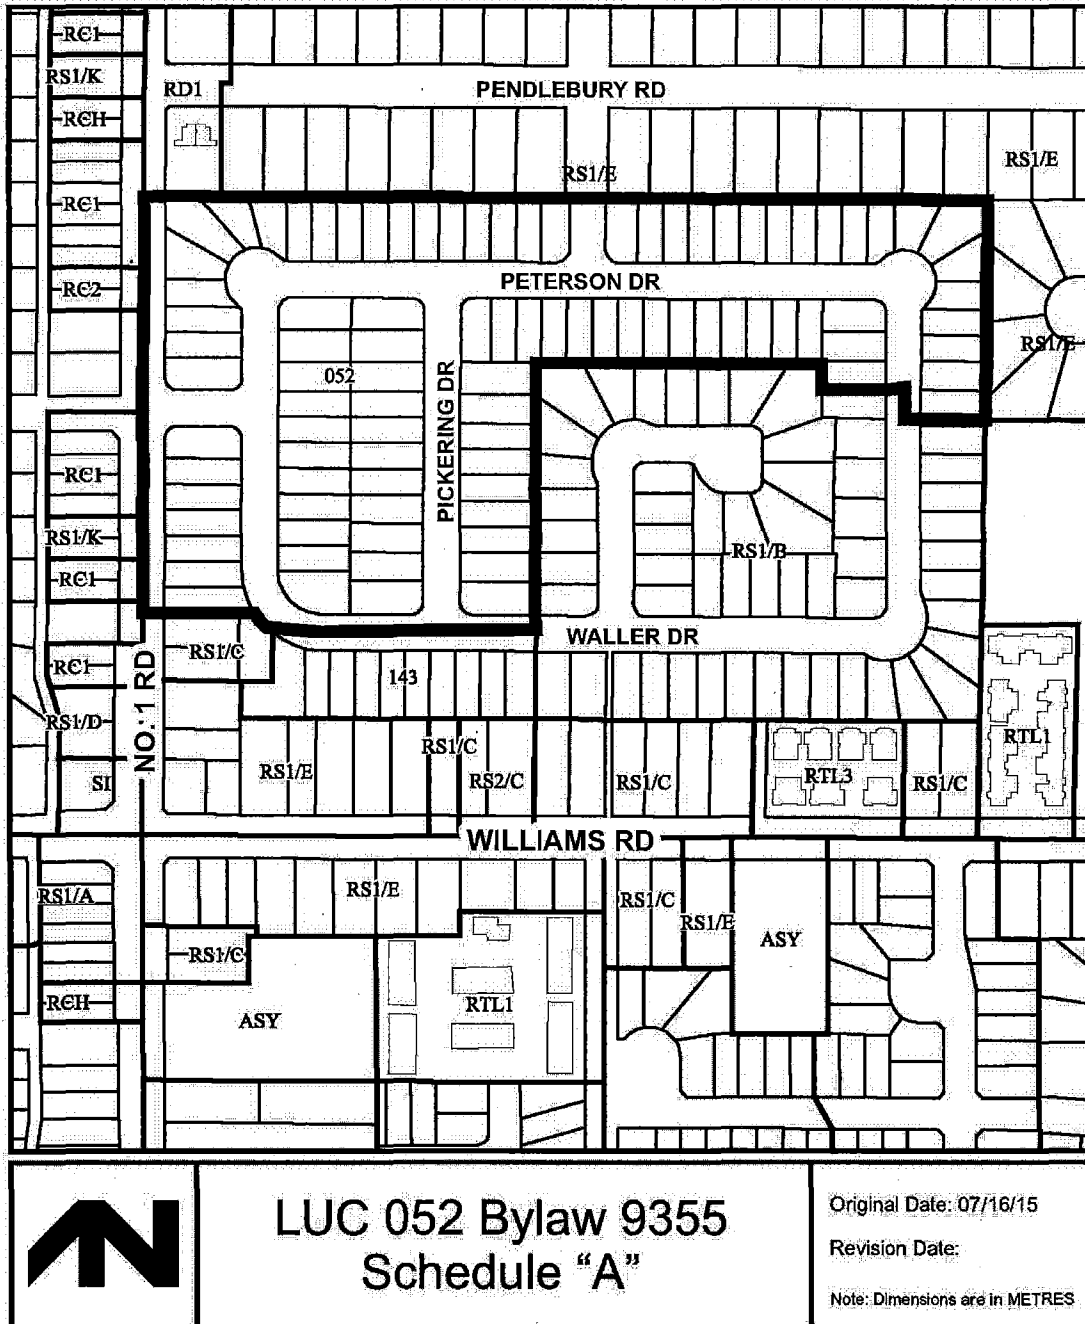 RC1
RS1/K
RD1
PENDLEBURY RD
RCH
RS1/E
RS1/E
RC1
PETERSON DR
RC2
RS1/E
052
PICKERING DR
RC1
RS1/K
RS1/B
RC1
WALLER DR
RS1/C
RC1
143
NO. 1 RD
RS1/D
RS1/C
RTL1
RS1/E
RTL3
SI
RS2/C
RS1/C
RS1/C
WILLIAMS RD
RS1/A
RS1/E
RS1/C
RS1/E
ASY
RS1/C
RCH
RTL1
ASY
LUC 052 Bylaw 9355
Schedule “A”
Original Date: 07/16/15
Revision Date:
Note: Dimensions are in METRES